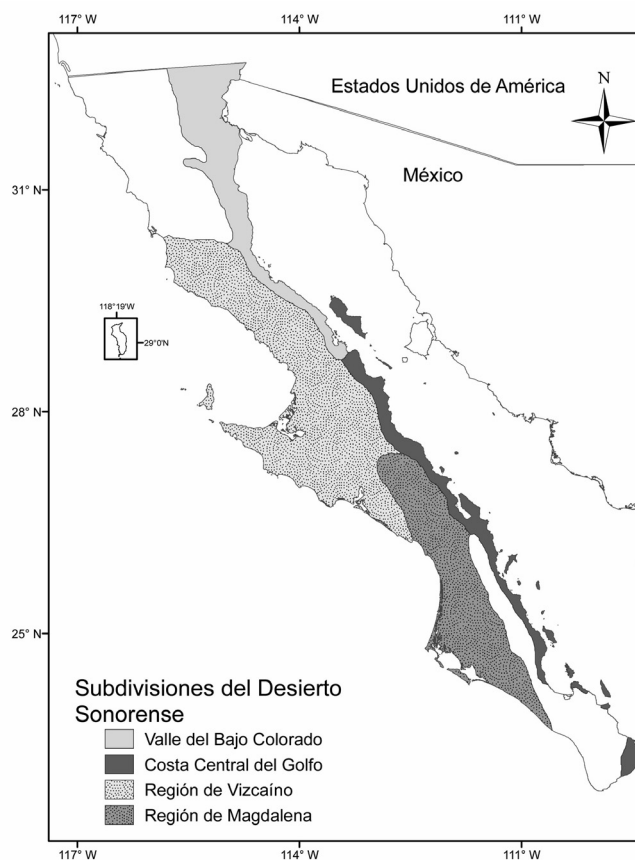 117° W
114° W
111° W
Estados Unidos de América
N
México
31° N
118°19'W
29°0'N
28° N
25° N
Subdivisiones del Desierto
Sonorense
Valle del Bajo Colorado
Costa Central del Golfo
Región de Vizcaíno
Región de Magdalena
117° W
114° W
111° W